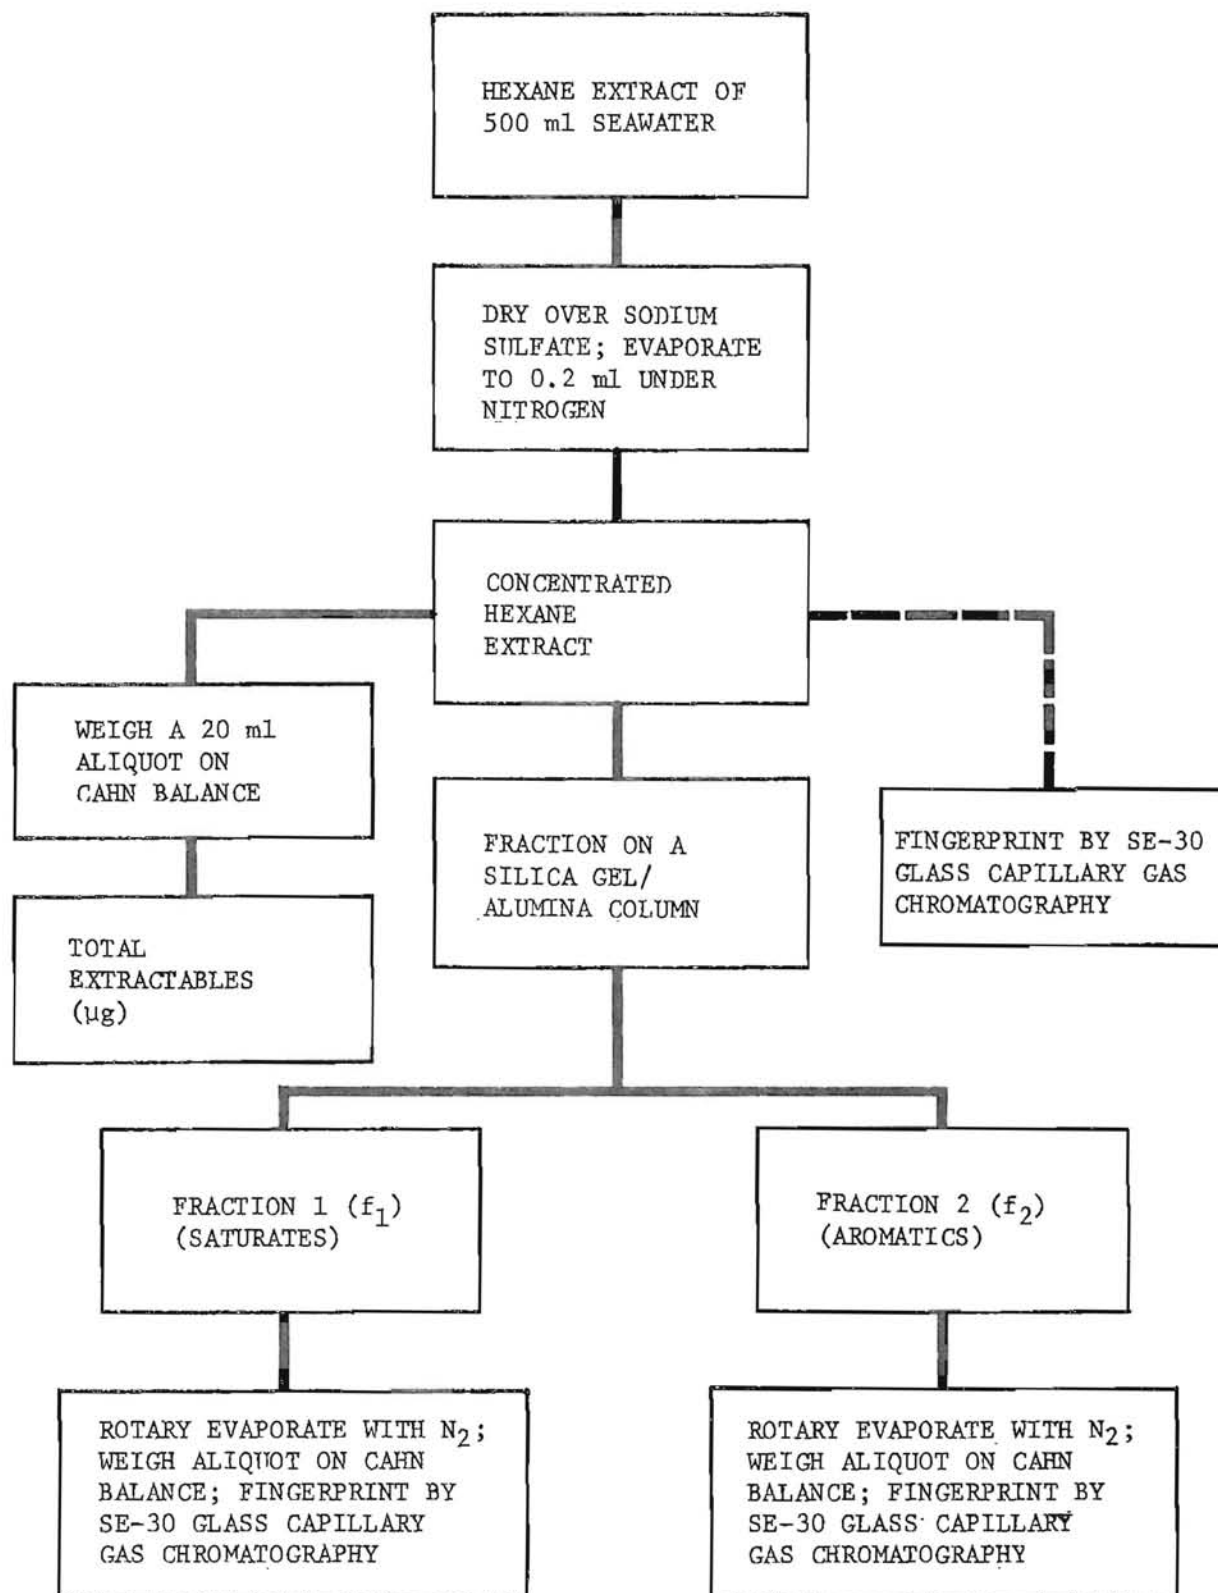 HEXANE EXTRACT OF
500 ml SEAWATER
DRY OVER SODIUM
SULFATE; EVAPORATE
TO 0.2 ml UNDER
NITROGEN
CONCENTRATED
HEXANE
EXTRACT
WEIGH A 20 ml
ALIQUOT ON
CAHN BALANCE
TOTAL
EXTRACTABLES
(μg)
FRACTION ON A
SILICA GEL/
ALUMINA COLUMN
FINGERPRINT BY SE-30
GLASS CAPILLARY GAS
CHROMATOGRAPHY
FRACTION 1 (f₁)
(SATURATES)
FRACTION 2 (f₂)
(AROMATICS)
ROTARY EVAPORATE WITH N₂;
WEIGH ALIQUOT ON CAHN
BALANCE; FINGERPRINT BY
SE-30 GLASS CAPILLARY
GAS CHROMATOGRAPHY
ROTARY EVAPORATE WITH N₂;
WEIGH ALIQUOT ON CAHN
BALANCE; FINGERPRINT BY
SE-30 GLASS CAPILLARY
GAS CHROMATOGRAPHY